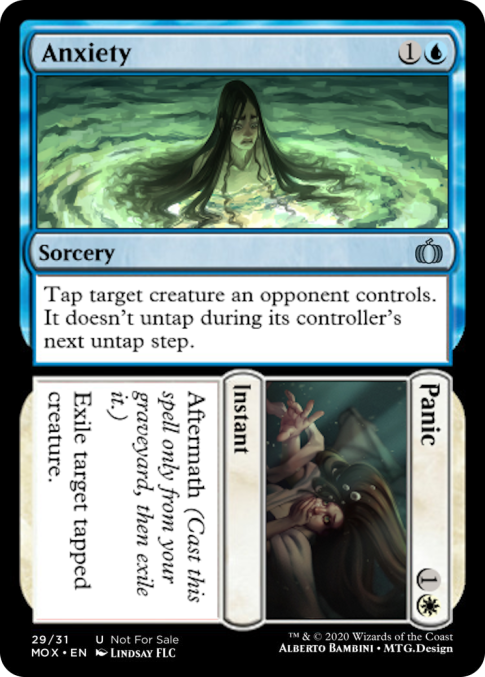 Anxiety
1
Sorcery
Tap target creature an opponent controls.
It doesn't untap during its controller's
next untap step.
Panic
1
Instant
Aftermath (Cast this
spell only from your
graveyard, then exile
it.)
Exile target tapped
creature.
29/31 U Not For Sale
MOX • EN Lindsay FLC
™ & © 2020 Wizards of the Coast
Alberto Bambini • MTG.Design